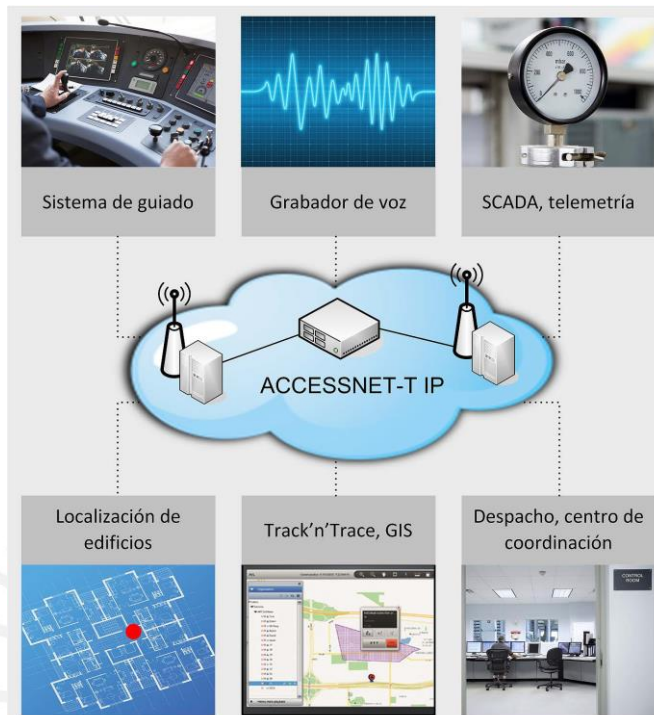 mbar
Sistema de guiado
Grabador de voz
SCADA, telemetría
ACCESSNET-T IP
Localización de
edificios
Track'n'Trace, GIS
Despacho, centro de
coordinación
CONTROL
ROOM